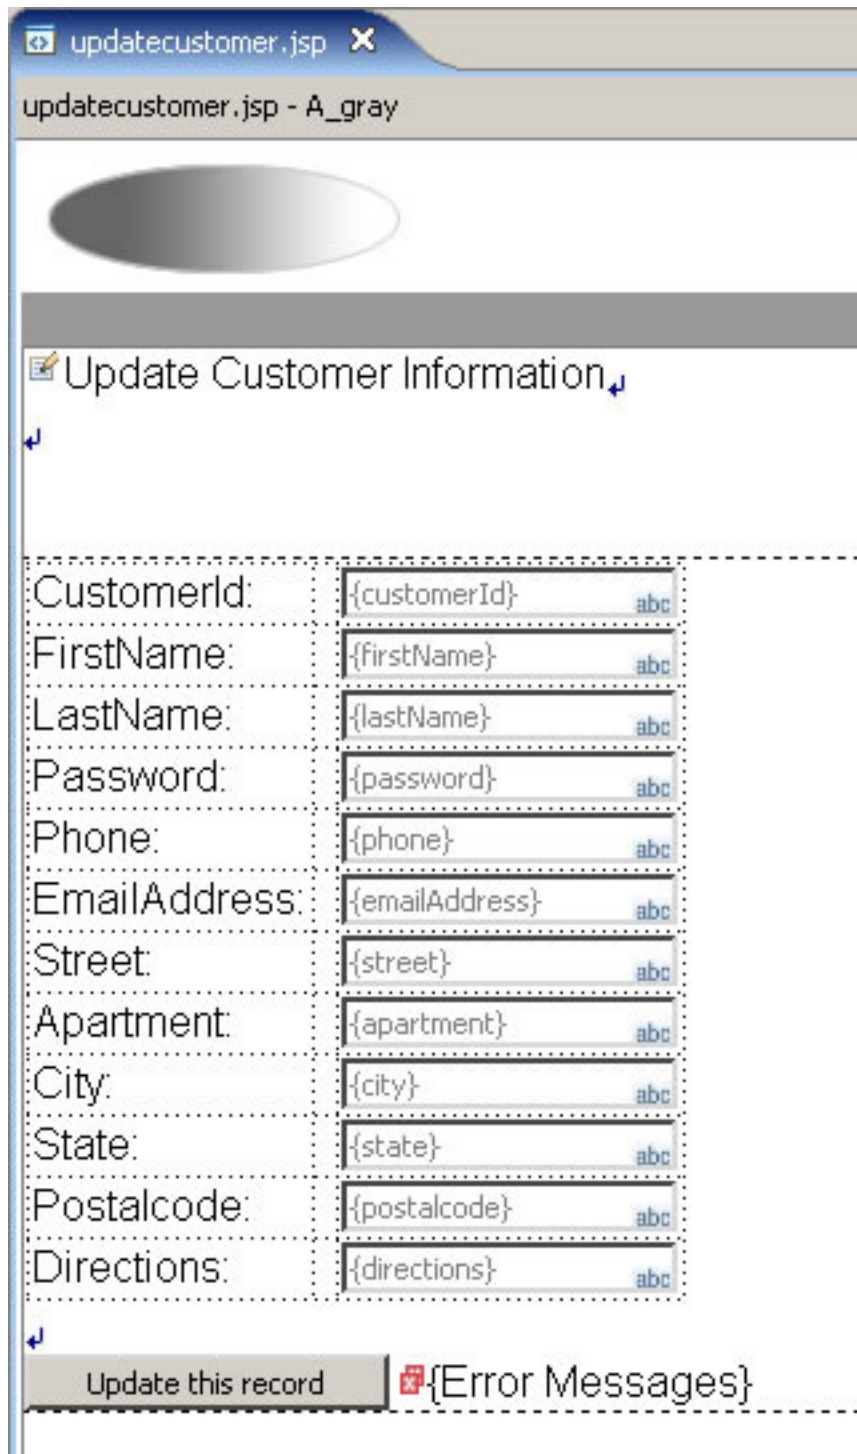 updatecustomer.jsp
updatecustomer.jsp - A_gray
Update Customer Information
CustomerId: {customerId} abc
FirstName: {firstName} abc
LastName: {lastName} abc
Password: {password} abc
Phone: {phone} abc
EmailAddress: {emailAddress} abc
Street: {street} abc
Apartment: {apartment} abc
City: {city} abc
State: {state} abc
Postalcode: {postalcode} abc
Directions: {directions} abc
Update this record {Error Messages}